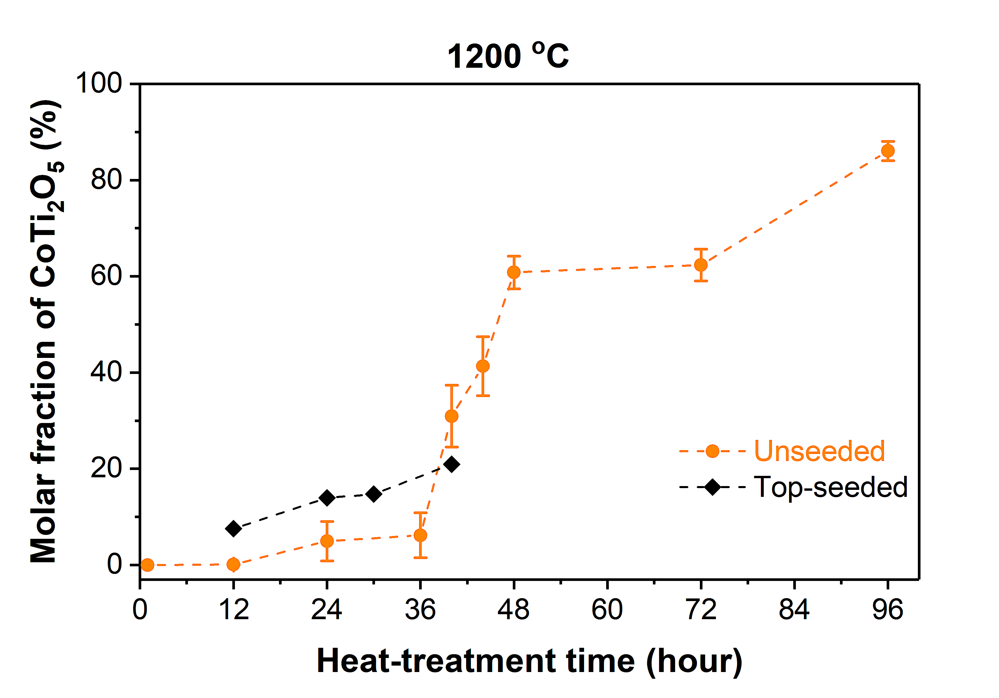 1200 °C
Molar fraction of CoTi₂O₅ (%)
100
80
60
40
20
0
Unseeded
Top-seeded
0 12 24 36 48 60 72 84 96
Heat-treatment time (hour)